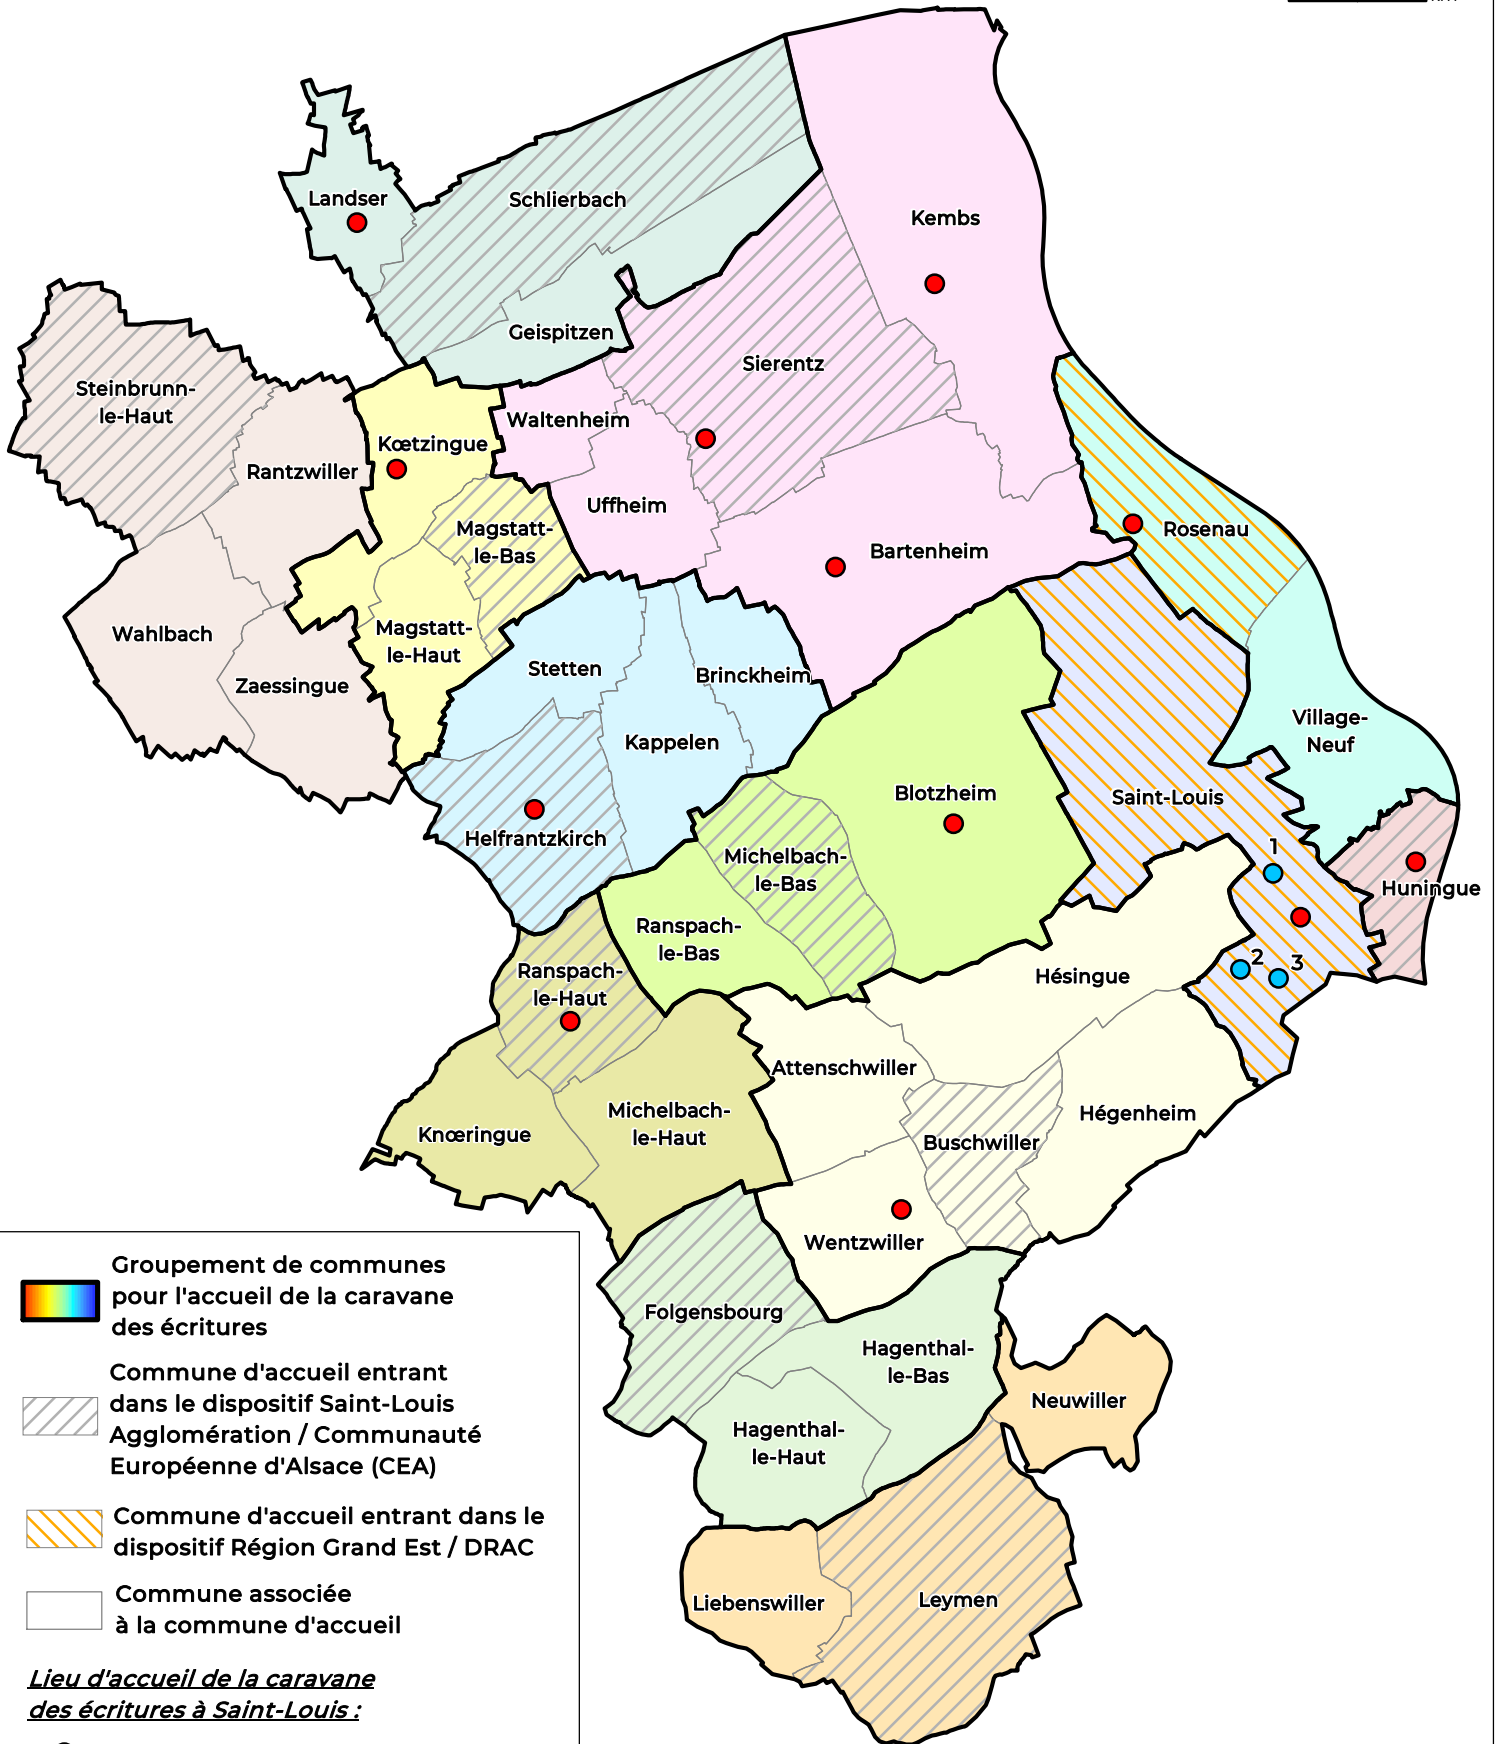 Landser
Schlierbach
Kembs
Geispitzen
Sierentz
Steinbrunn-
le-Haut
Waltenheim
Kœtzingue
Rantzwiller
Uffheim
Magstatt-
le-Bas
Bartenheim
Rosenau
Wahlbach
Magstatt-
le-Haut
Stetten
Brinckheim
Zaessingue
Kappelen
Village-
Neuf
Blotzheim
Saint-Louis
Helfrantzkirch
1
Michelbach-
le-Bas
Huningue
Ranspach-
le-Bas
2
3
Ranspach-
le-Haut
Hésingue
Attenschwiller
Michelbach-
le-Haut
Hégenheim
Knœringue
Buschwiller
Wentzwiller
Folgensbourg
Hagenthal-
le-Bas
Neuwiller
Hagenthal-
le-Haut
Liebenswiller
Leymen
Groupement de communes
pour l'accueil de la caravane
des écritures
Commune d'accueil entrant
dans le dispositif Saint-Louis
Agglomération / Communauté
Européenne d'Alsace (CEA)
Commune d'accueil entrant dans le
dispositif Région Grand Est / DRAC
Commune associée
à la commune d'accueil
Lieu d'accueil de la caravane
des écritures à Saint-Louis :